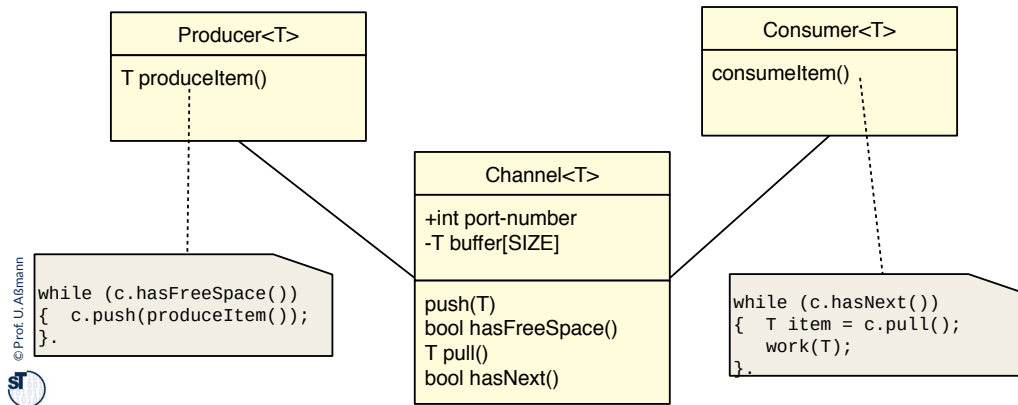 Producer<T>
T produceItem()
Consumer<T>
consumeItem()
Channel<T>
+int port-number
-T buffer[SIZE]
push(T)
bool hasFreeSpace()
T pull()
bool hasNext()
while (c.hasFreeSpace())
{  c.push(produceItem());
}.
while (c.hasNext())
{  T item = c.pull();
   work(T);
}.
© Prof. U. Aßmann
ST